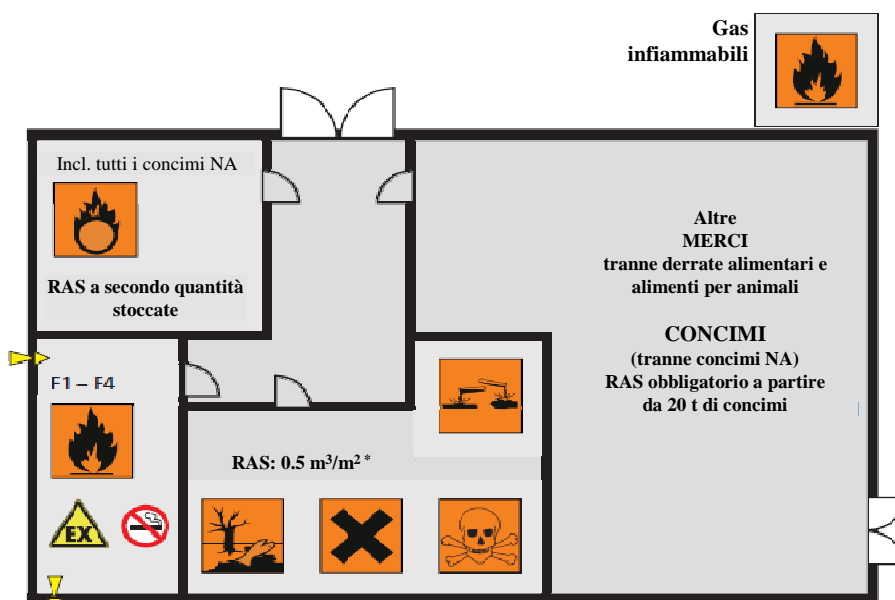 Gas
infiammabili
Incl. tutti i concimi NA
RAS a secondo quantità
stoccate
Altre
MERCI
tranne derrate alimentari e
alimenti per animali
CONCIMI
(tranne concimi NA)
RAS obbligatorio a partire
da 20 t di concimi
F1 – F4
EX
RAS: 0.5 m³/m² *